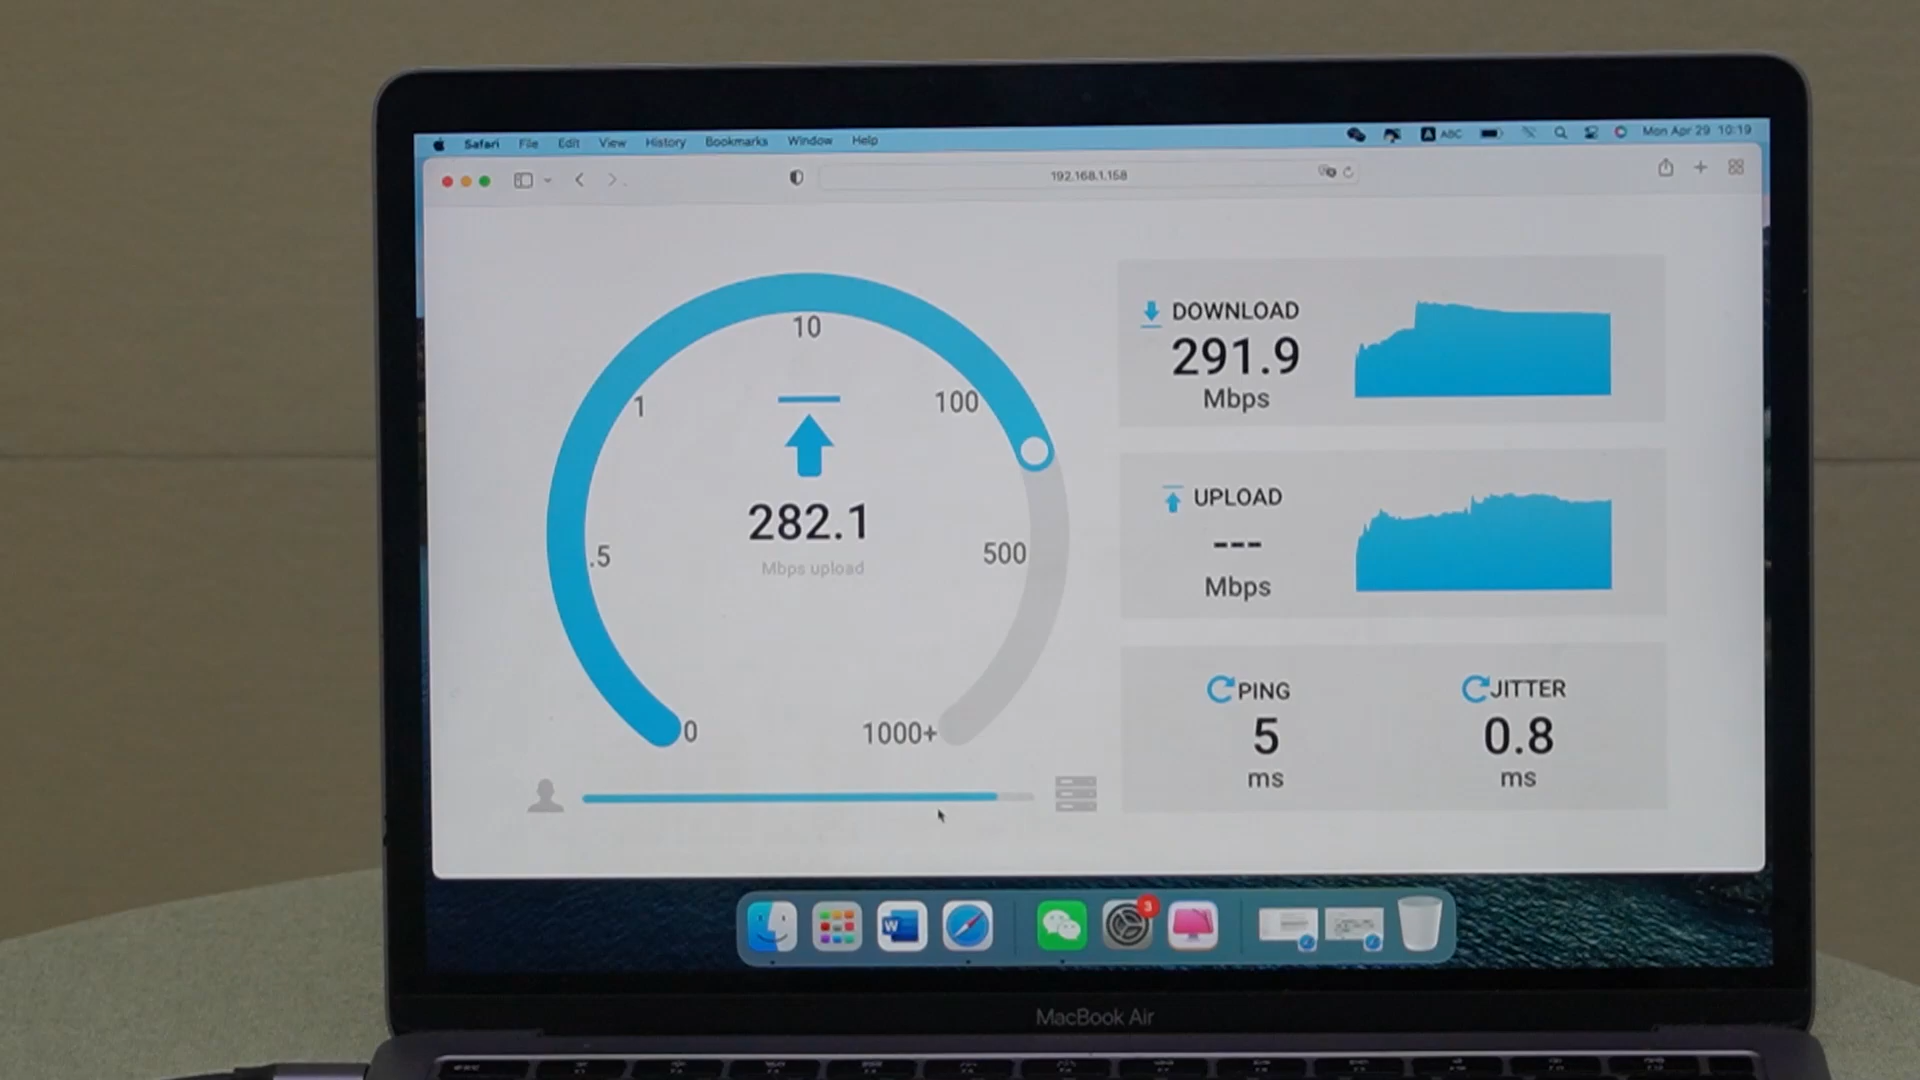 Safari File Edit View History Bookmarks Window Help
A ABC
Mon Apr 29 10:19
192.168.1.158
10
1
100
.5
500
0
1000+
282.1
Mbps upload
DOWNLOAD
291.9
Mbps
UPLOAD
---
Mbps
PING
5
ms
JITTER
0.8
ms
W
3
MacBook Air